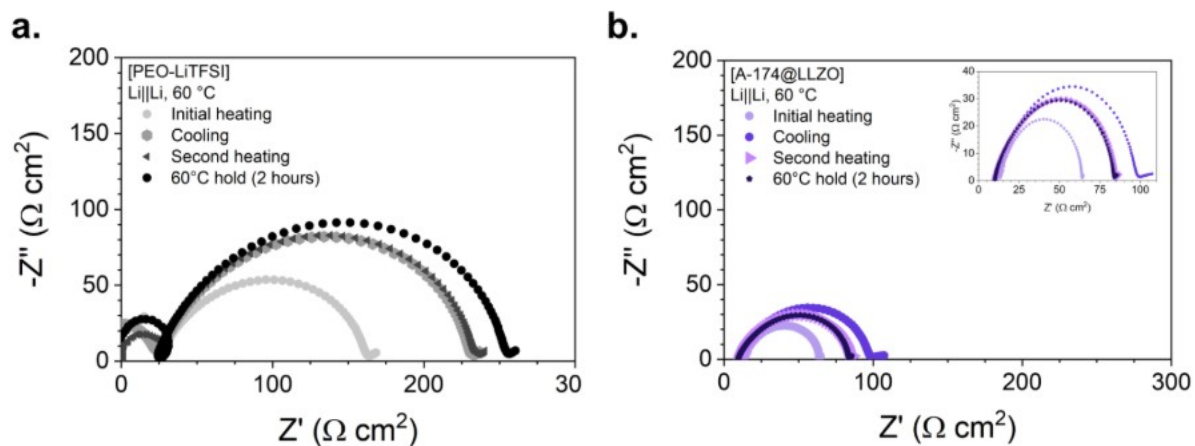 a.
200
150
100
50
0
-Z" (Ω cm²)
[PEO-LiTFSI]
Li||Li, 60 °C
Initial heating
Cooling
Second heating
60°C hold (2 hours)
0
100
200
30
Z' (Ω cm²)
b.
200
150
100
50
0
-Z" (Ω cm²)
[A-174@LLZO]
Li||Li, 60 °C
Initial heating
Cooling
Second heating
60°C hold (2 hours)
40
30
20
10
0
-Z" (Ω cm²)
25
50
75
100
Z' (Ω cm²)
0
100
200
300
Z' (Ω cm²)